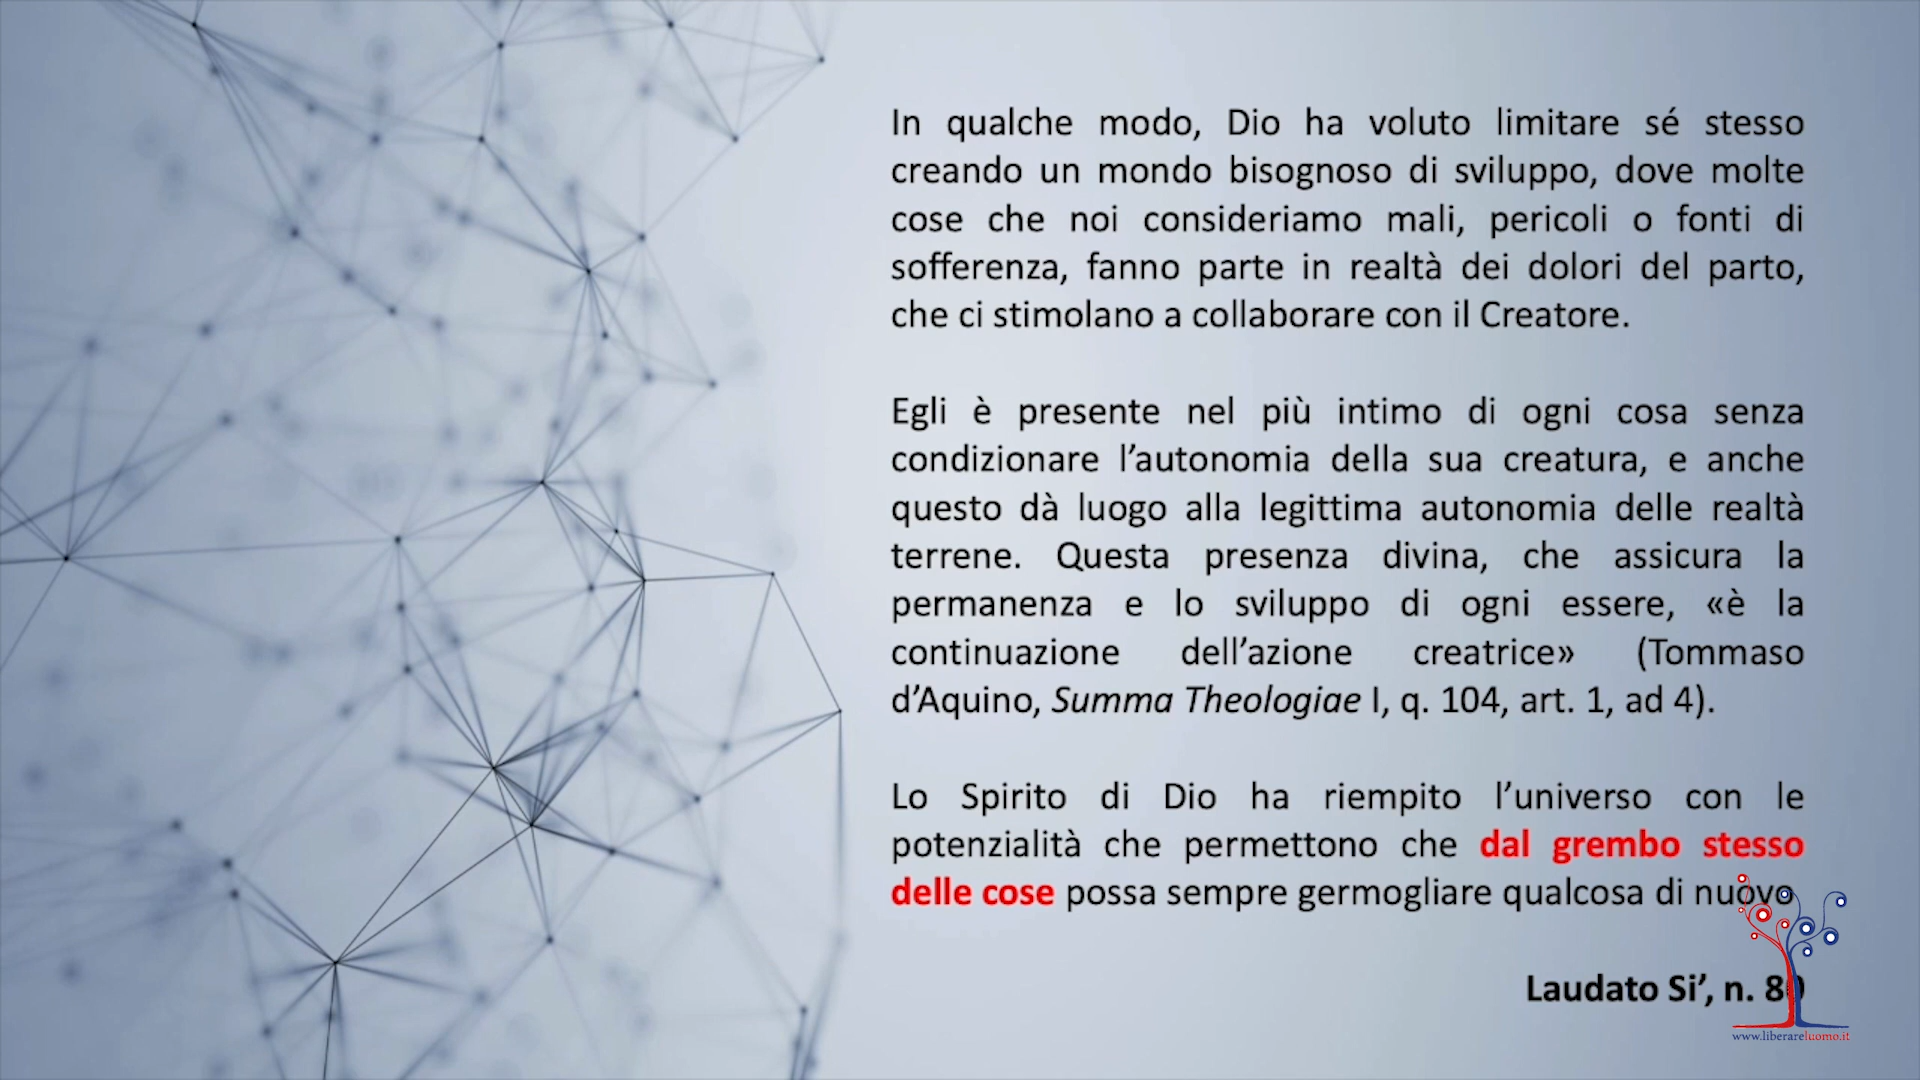 In qualche modo, Dio ha voluto limitare sé stesso
creando un mondo bisognoso di sviluppo, dove molte
cose che noi consideriamo mali, pericoli o fonti di
sofferenza, fanno parte in realtà dei dolori del parto,
che ci stimolano a collaborare con il Creatore.
Egli è presente nel più intimo di ogni cosa senza
condizionare l’autonomia della sua creatura, e anche
questo dà luogo alla legittima autonomia delle realtà
terrene. Questa presenza divina, che assicura la
permanenza e lo sviluppo di ogni essere, «è la
continuazione dell’azione creatrice» (Tommaso
d’Aquino, Summa Theologiae I, q. 104, art. 1, ad 4).
Lo Spirito di Dio ha riempito l’universo con le
potenzialità che permettono che dal grembo stesso
delle cose possa sempre germogliare qualcosa di nuovo
Laudato Si’, n. 80
www.liberareluomo.it